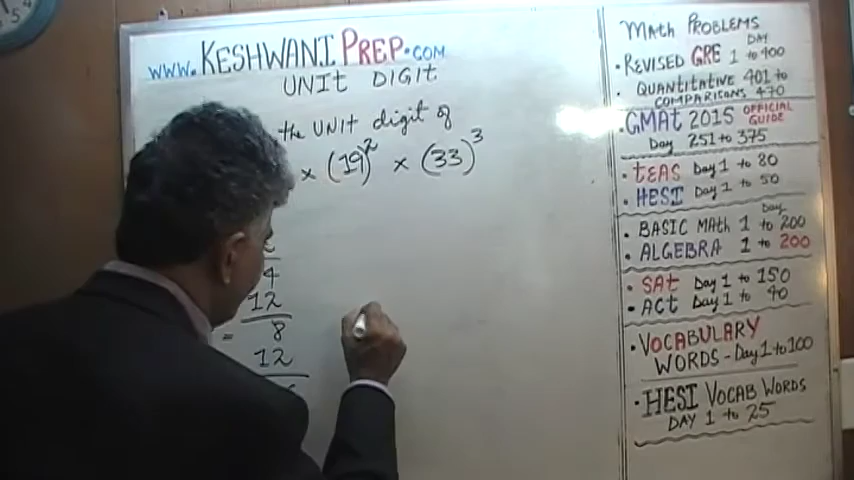 www.KESHWANIPREP.COM
UNIT DIGIT
the UNIT digit of
× (19)² × (33)³
4
12
= 8
12
MATH PROBLEMS
DAY
• REVISED GRE 1 to 400
• QUANTITATIVE 401 to
COMPARISONS 470
• GMAT 2015 OFFICIAL
GUIDE
Day 251 to 375
• TEAS Day 1 to 80
• HESI Day 1 to 50
Day
• BASIC MATH 1 to 200
• ALGEBRA 1 to 200
• SAT Day 1 to 150
• ACT Day 1 to 40
• VOCABULARY
WORDS - Day 1 to 100
• HESI VOCAB WORDS
DAY 1 to 25